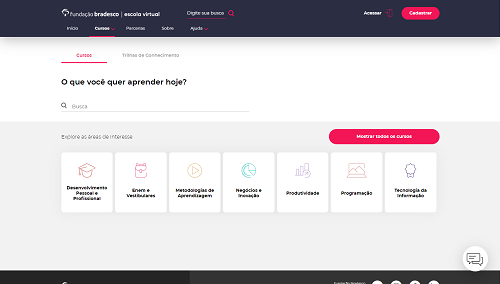 fundação bradesco | escola virtual
Digite sua busca
Acessar
Cadastrar
Início
Cursos
Parcerias
Sobre
Ajuda
Cursos
Trilhas de Conhecimento
O que você quer aprender hoje?
Busca
Explore as áreas de interesse
Mostrar todos os cursos
Desenvolvimento
Pessoal e
Profissional
Enem e
Vestibulares
Metodologias de
Aprendizagem
Negócios e
Inovação
Produtividade
Programação
Tecnologia da
Informação
Fundação Bradesco